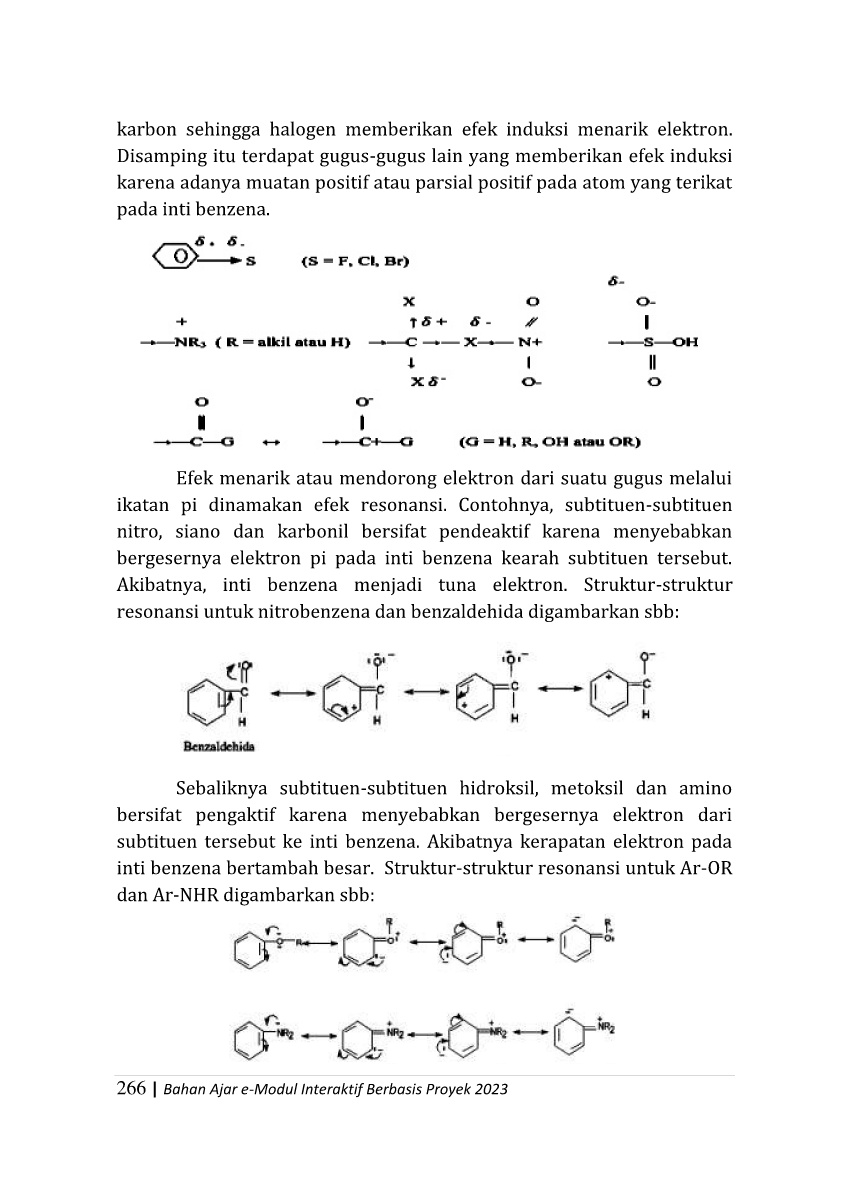 karbon sehingga halogen memberikan efek induksi menarik elektron.
Disamping itu terdapat gugus-gugus lain yang memberikan efek induksi
karena adanya muatan positif atau parsial positif pada atom yang terikat
pada inti benzena.
δ + δ -
S (S = F, Cl, Br)
δ-
X O O-
+ ↑ δ + δ - //
NR₃ ( R = alkil atau H) C X N+ S OH
↓
X δ - O- O
O O-
C G ↔ C+ G (G = H, R, OH atau OR)
Efek menarik atau mendorong elektron dari suatu gugus melalui
ikatan pi dinamakan efek resonansi. Contohnya, subtituen-subtituen
nitro, siano dan karbonil bersifat pendeaktif karena menyebabkan
bergesernya elektron pi pada inti benzena kearah subtituen tersebut.
Akibatnya, inti benzena menjadi tuna elektron. Struktur-struktur
resonansi untuk nitrobenzena dan benzaldehida digambarkan sbb:
O O - O - O-
C C C C
H H H H
Benzaldehida
Sebaliknya subtituen-subtituen hidroksil, metoksil dan amino
bersifat pengaktif karena menyebabkan bergesernya elektron dari
subtituen tersebut ke inti benzena. Akibatnya kerapatan elektron pada
inti benzena bertambah besar. Struktur-struktur resonansi untuk Ar-OR
dan Ar-NHR digambarkan sbb:
R R R
O R O + O + O +
NR₂ NR₂ NR₂ NR₂
266 | Bahan Ajar e-Modul Interaktif Berbasis Proyek 2023